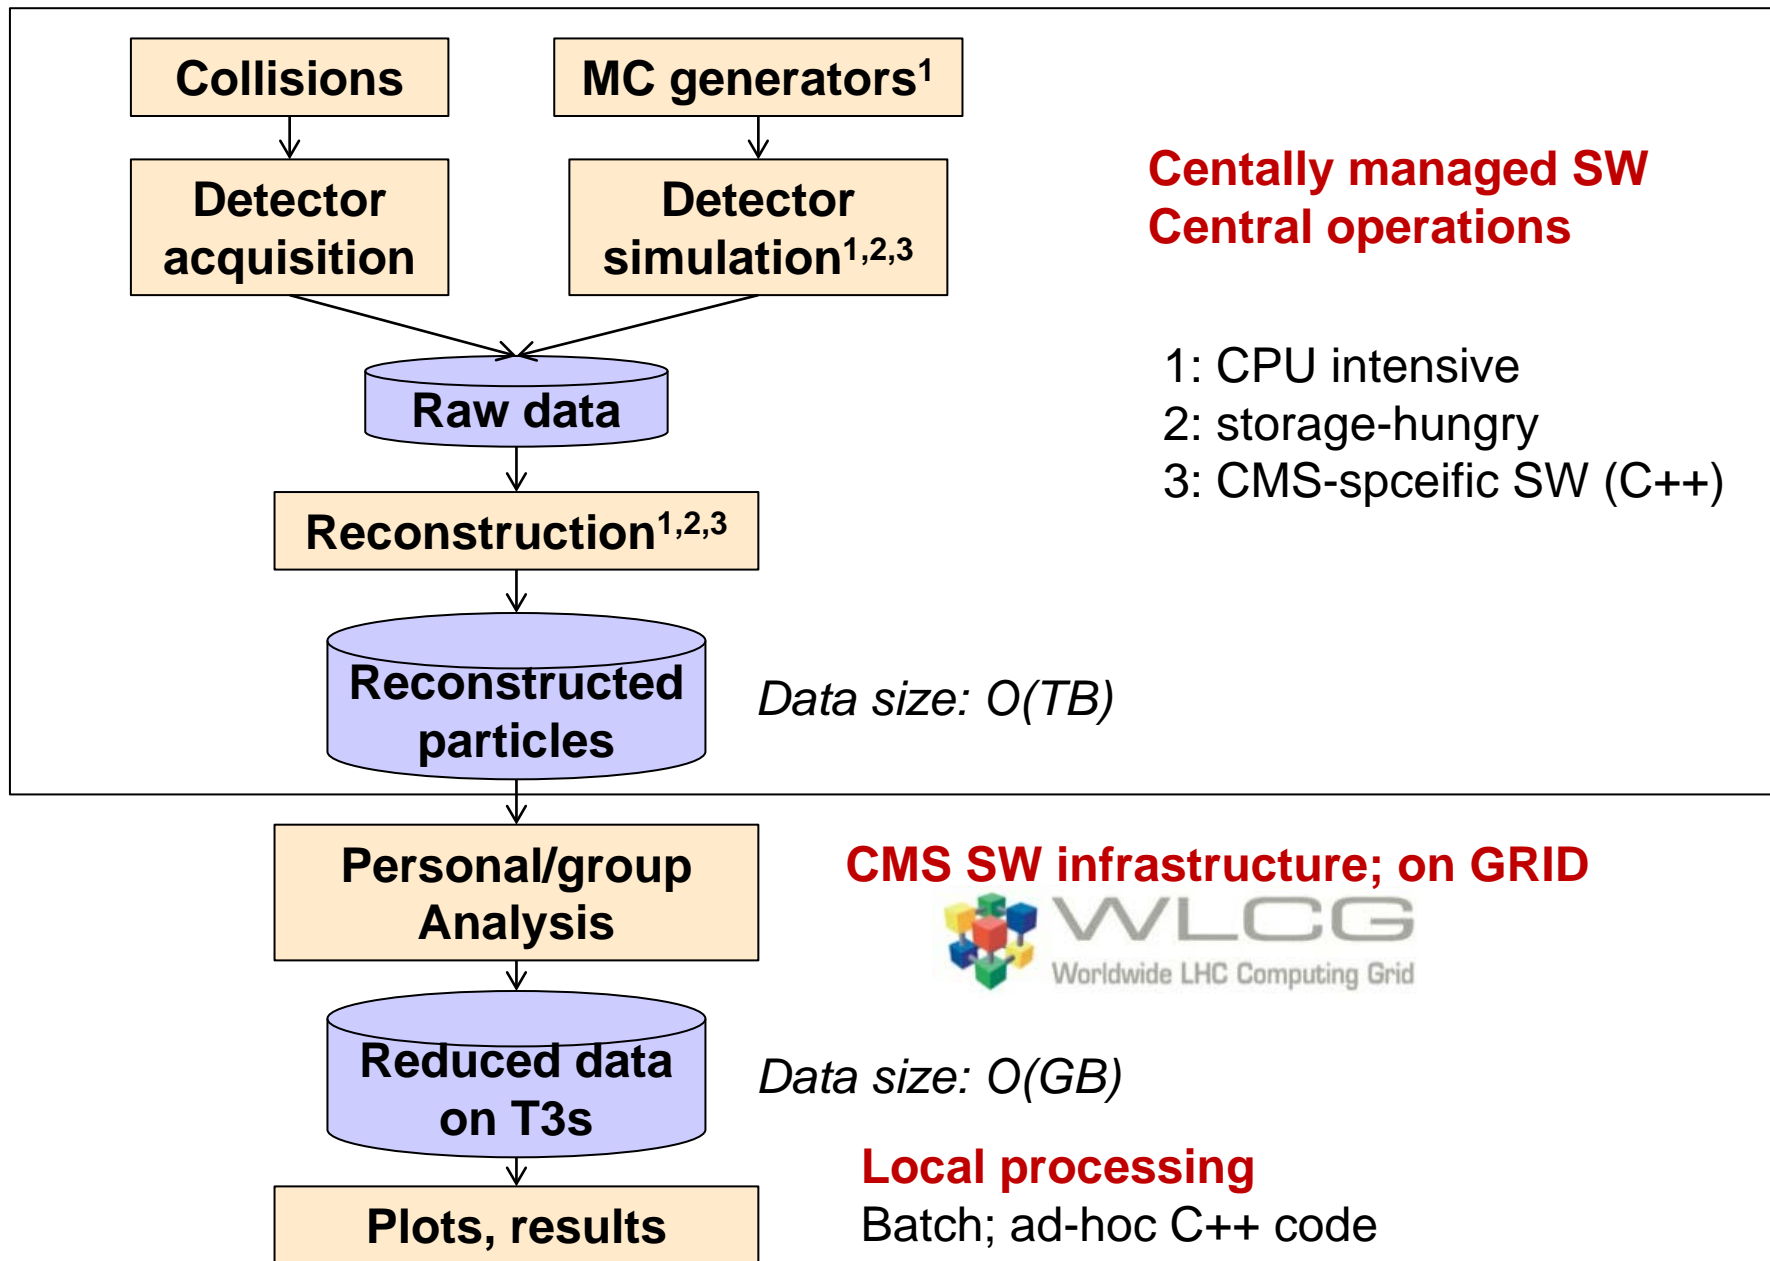 Collisions
MC generators¹
Detector
acquisition
Detector
simulation¹,²,³
Centally managed SW
Central operations
Raw data
1: CPU intensive
2: storage-hungry
3: CMS-spceific SW (C++)
Reconstruction¹,²,³
Reconstructed
particles
Data size: O(TB)
Personal/group
Analysis
CMS SW infrastructure; on GRID
WLCG
Worldwide LHC Computing Grid
Reduced data
on T3s
Data size: O(GB)
Local processing
Batch; ad-hoc C++ code
Plots, results